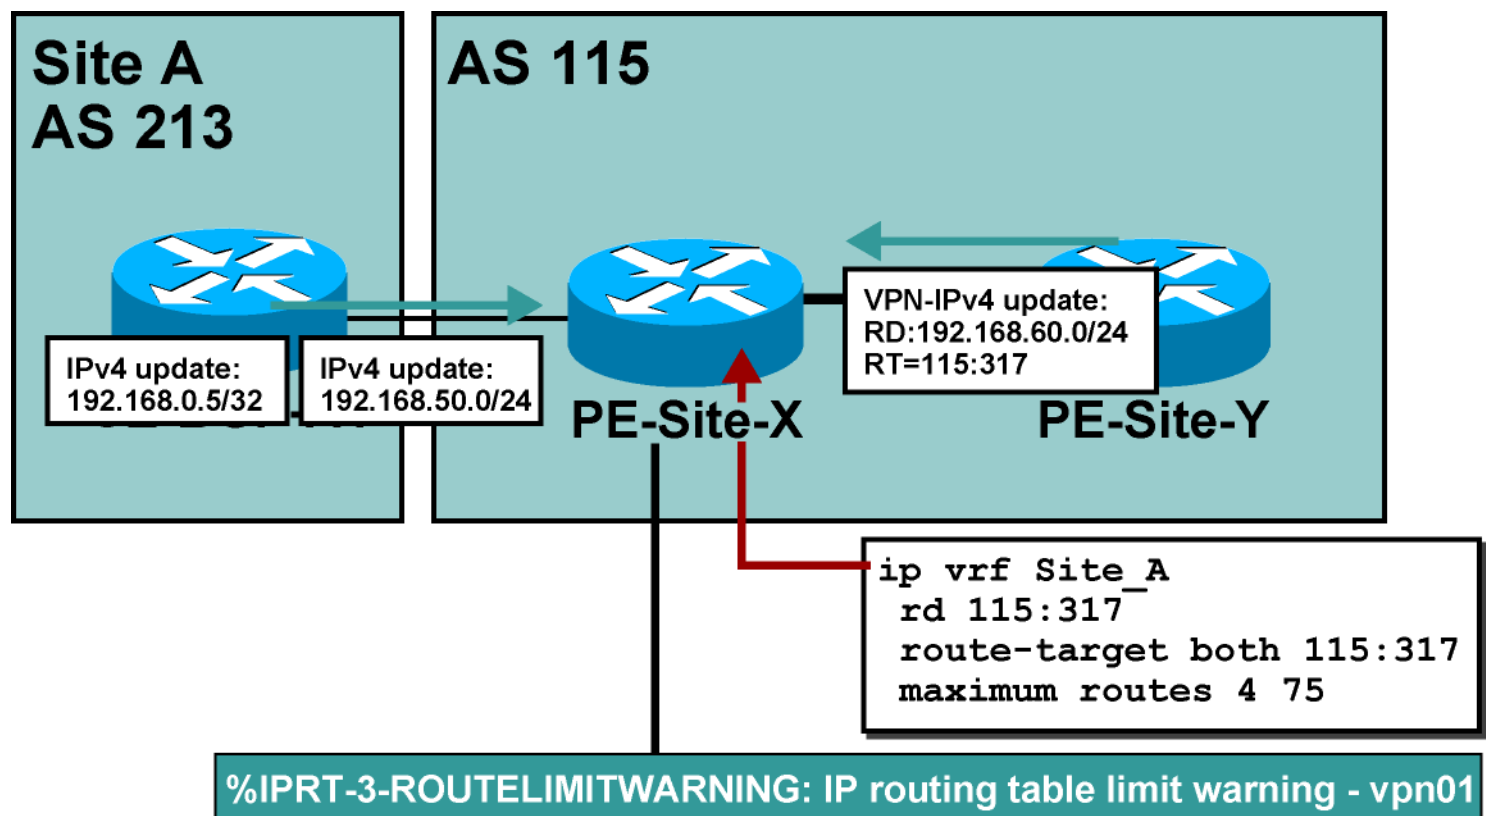 Site A
AS 213
AS 115
IPv4 update:
192.168.0.5/32
IPv4 update:
192.168.50.0/24
VPN-IPv4 update:
RD:192.168.60.0/24
RT=115:317
PE-Site-X
PE-Site-Y
ip vrf Site_A
rd 115:317
route-target both 115:317
maximum routes 4 75
%IPRT-3-ROUTELIMITWARNING: IP routing table limit warning - vpn01